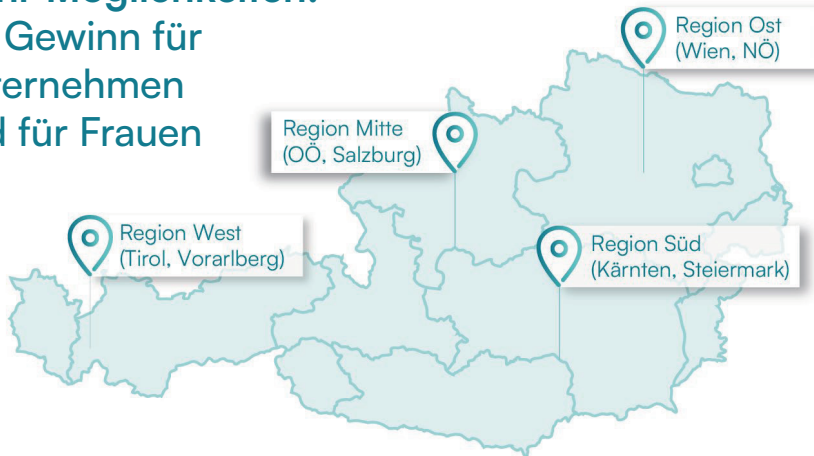 Gewinn für
für Frauen
Region Ost
(Wien, NÖ)
Region Mitte
(OÖ, Salzburg)
Region West
(Tirol, Vorarlberg)
Region Süd
(Kärnten, Steiermark)